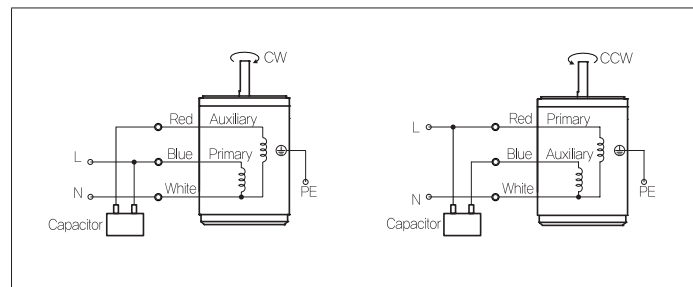 CW
Red Auxiliary
L Blue Primary
N White PE
Capacitor
CCW
L Red Primary
Blue Auxiliary
N White PE
Capacitor